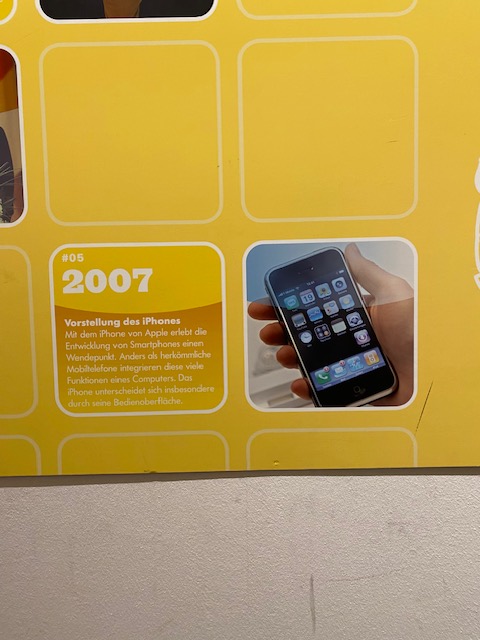 #05
2007
Vorstellung des iPhones
Mit dem iPhone von Apple erlebt die
Entwicklung von Smartphones einen
Wendepunkt. Anders als herkömmliche
Mobiltelefone integrieren diese viele
Funktionen eines Computers. Das
iPhone unterscheidet sich insbesondere
durch seine Bedienoberfläche.